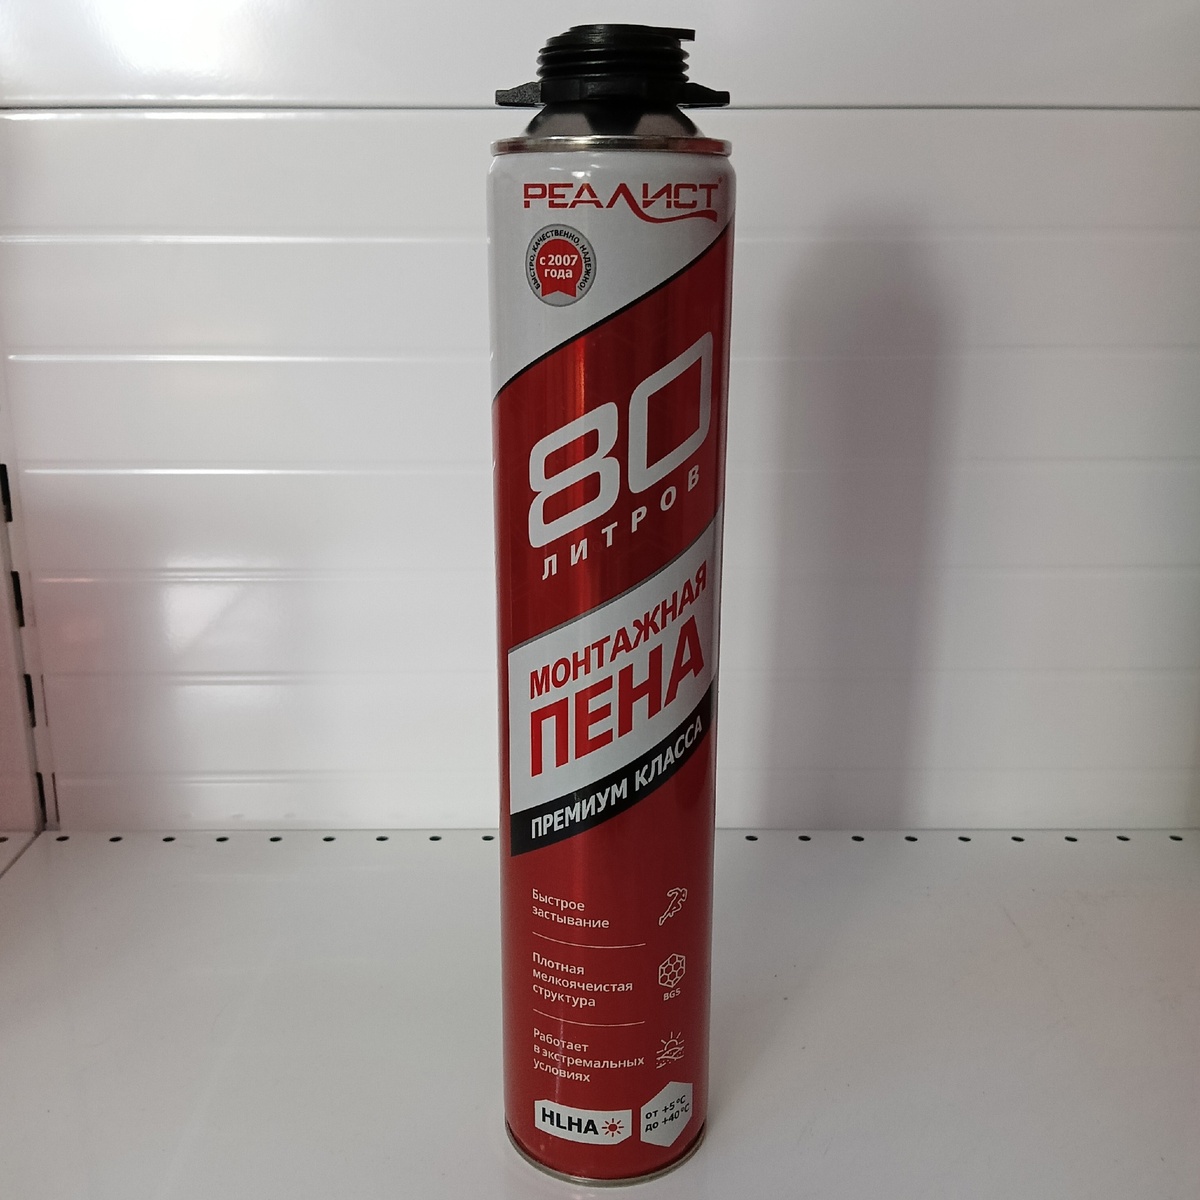 РЕАЛИСТ
БЫСТРО, КАЧЕСТВЕННО, НАДЕЖНО!
с 2007
года
80
ЛИТРОВ
МОНТАЖНАЯ
ПЕНА
ПРЕМИУМ КЛАССА
Быстрое
застывание
Плотная
мелкоячеистая
структура
BGS
Работает
в экстремальных
условиях
HLHA
от +5°C
до +40°C